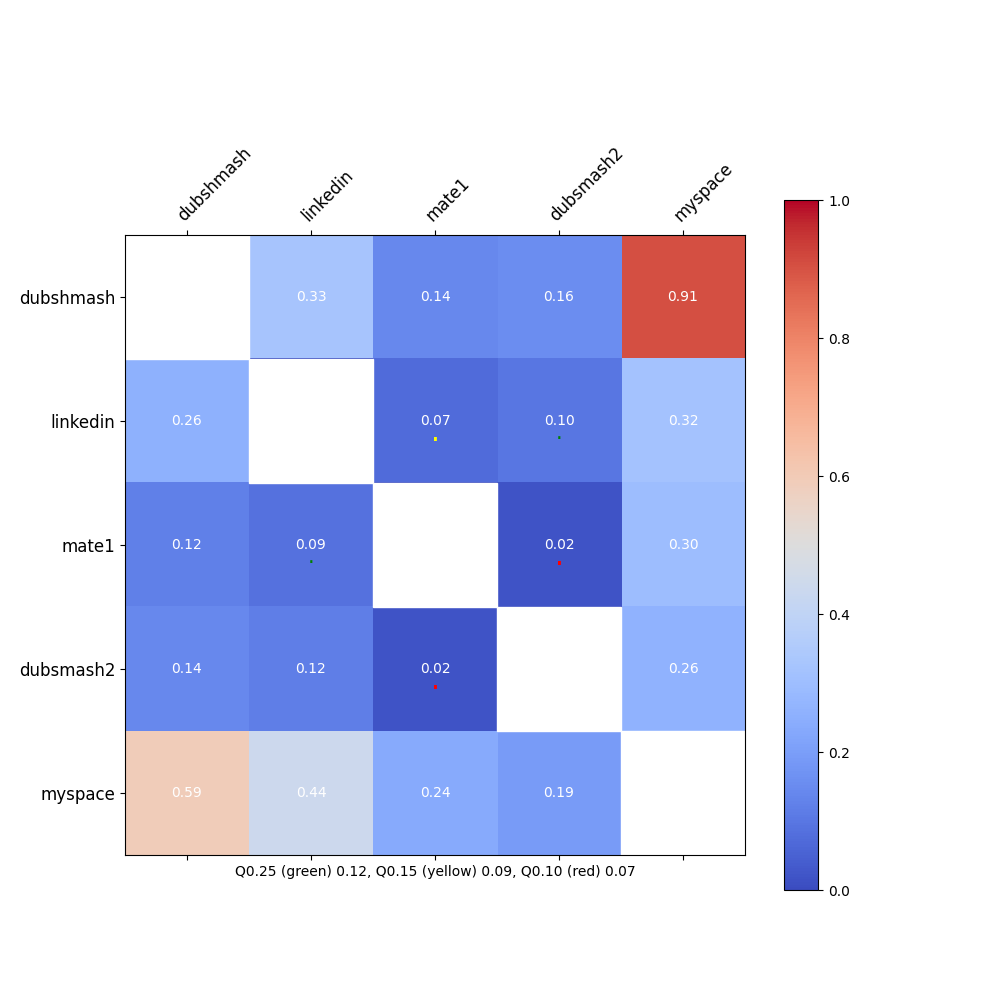 dubshmash linkedin mate1 dubsmash2 myspace
1.0
dubshmash 0.33 0.14 0.16 0.91
0.8
linkedin 0.26 0.07 0.10 0.32
0.6
mate1 0.12 0.09 0.02 0.30
0.4
dubsmash2 0.14 0.12 0.02 0.26
0.2
myspace 0.59 0.44 0.24 0.19
Q0.25 (green) 0.12, Q0.15 (yellow) 0.09, Q0.10 (red) 0.07
0.0